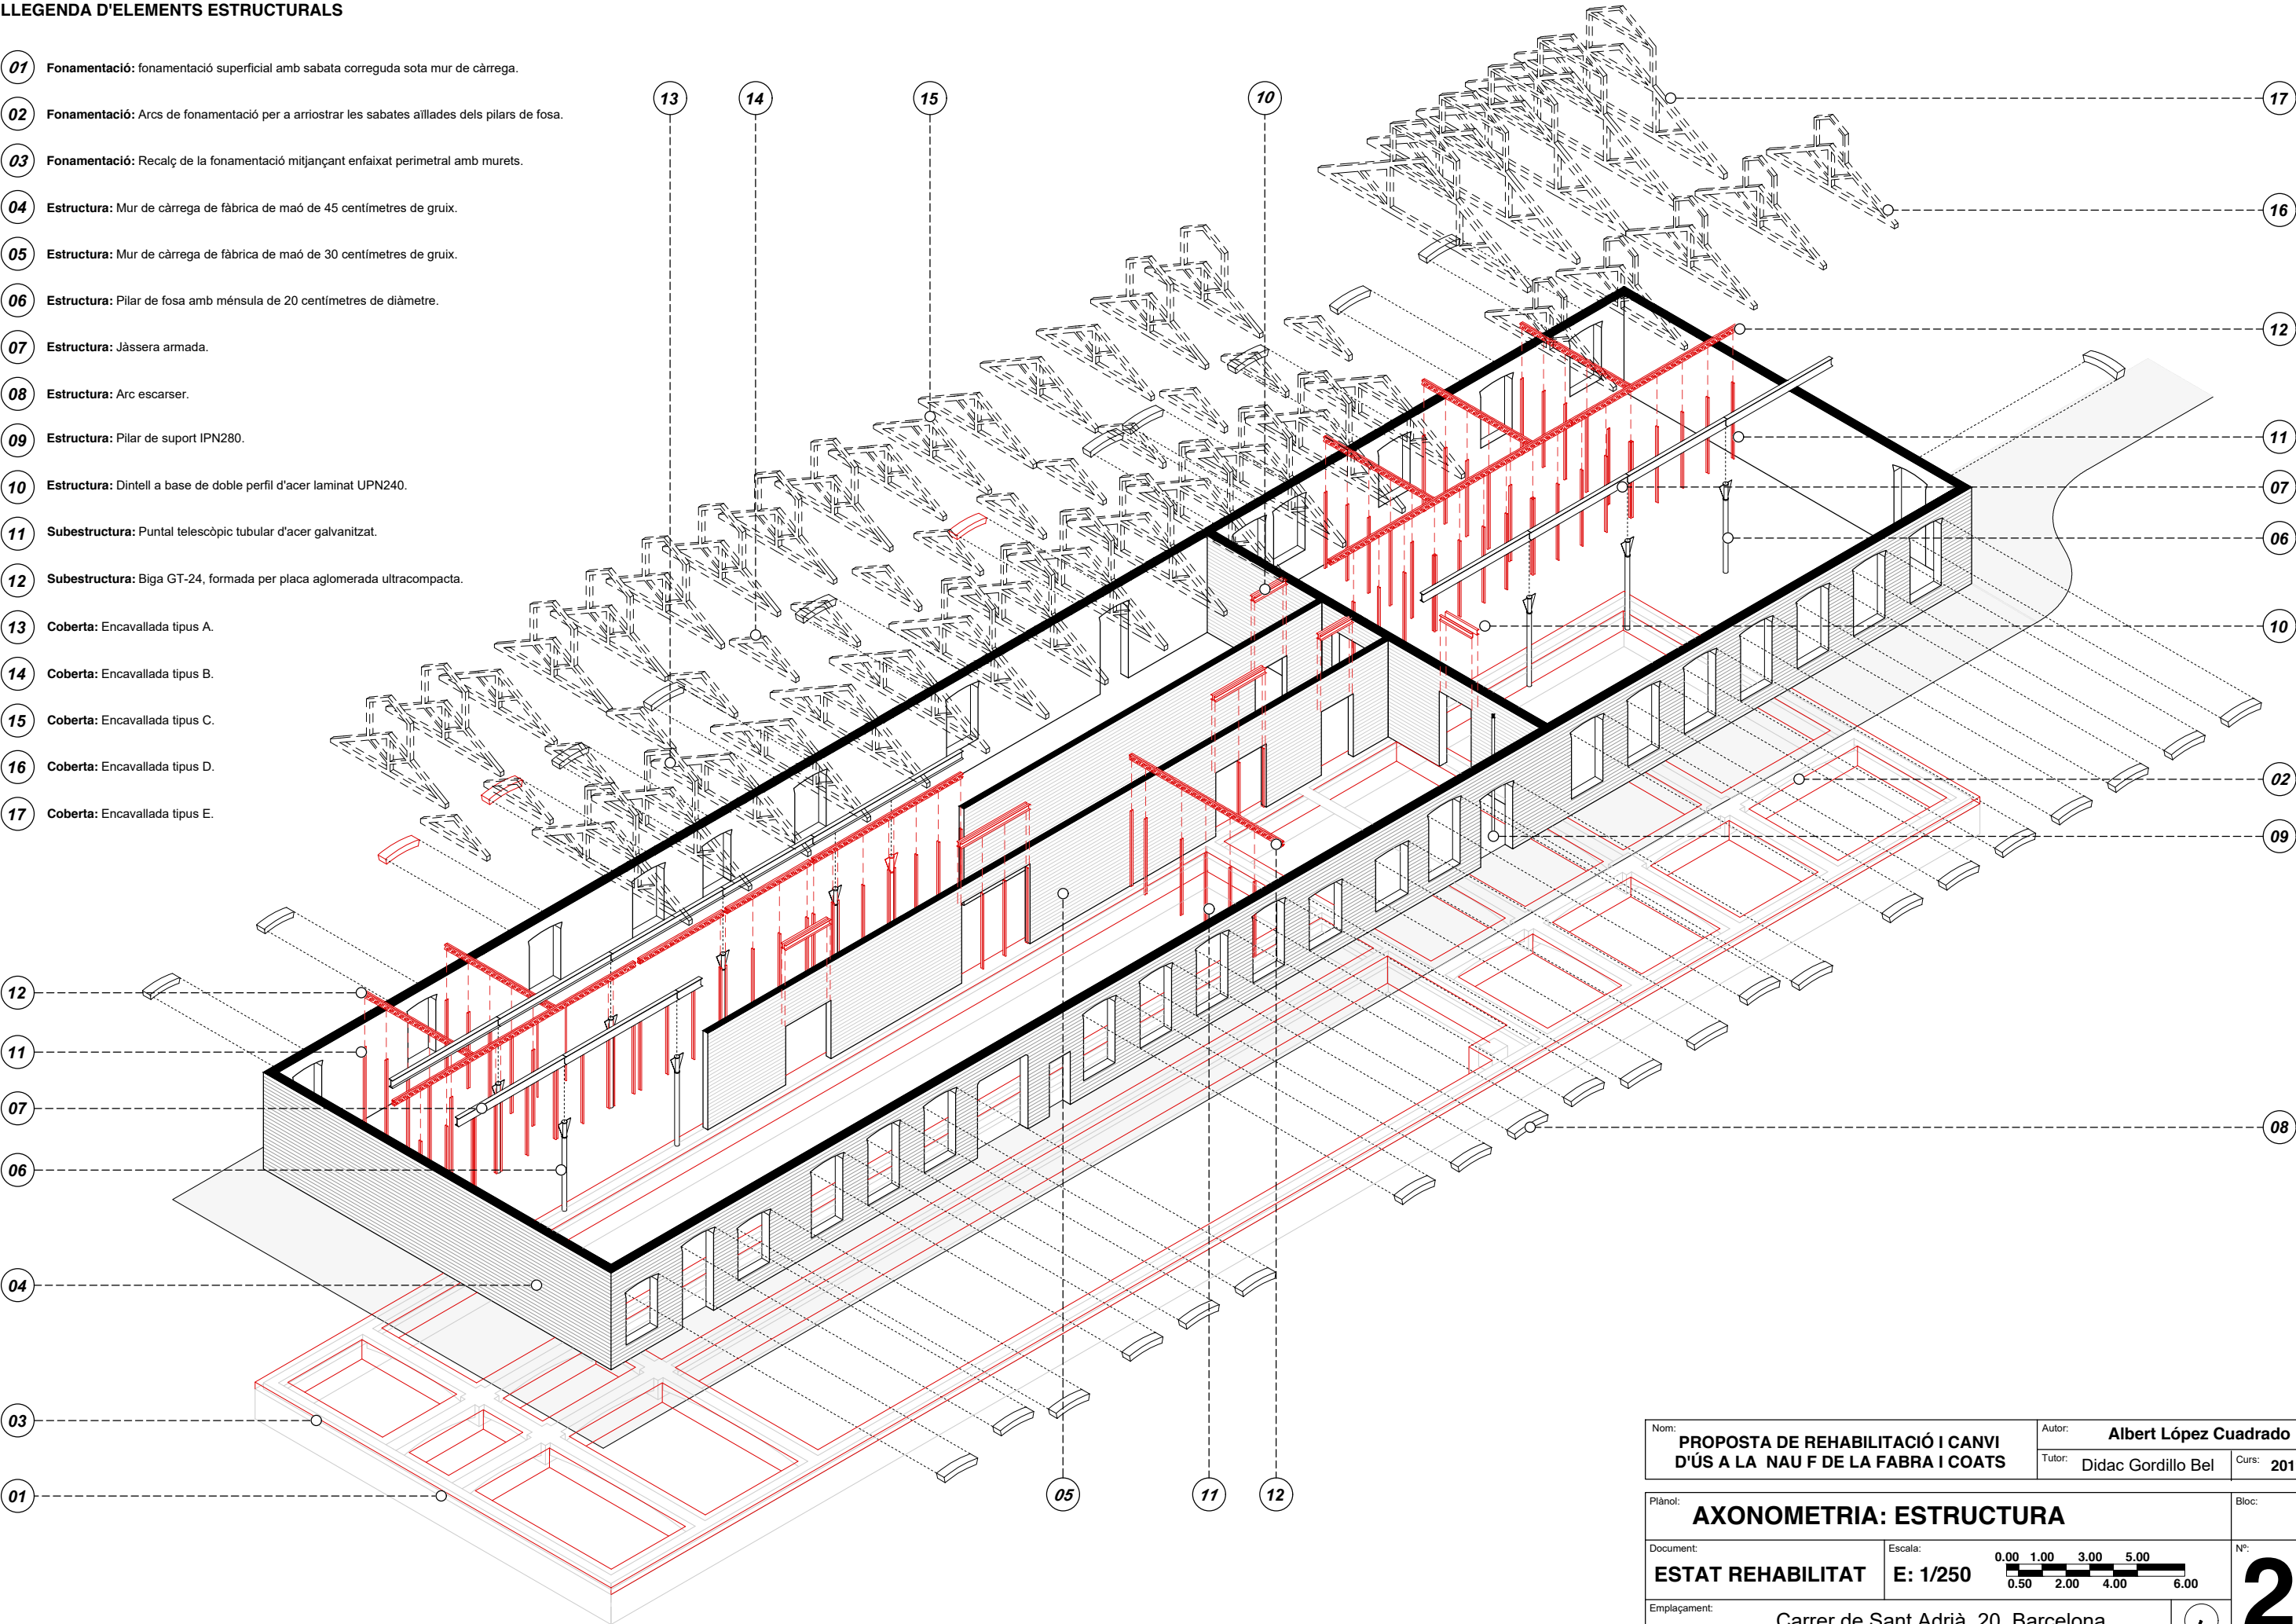 LLEGENDA D'ELEMENTS ESTRUCTURALS
01 Fonamentació: fonamentació superficial amb sabata correguda sota mur de càrrega.
02 Fonamentació: Arcs de fonamentació per a arriostrar les sabates aïllades dels pilars de fosa.
03 Fonamentació: Recalç de la fonamentació mitjançant enfaixat perimetral amb murets.
04 Estructura: Mur de càrrega de fàbrica de maó de 45 centímetres de gruix.
05 Estructura: Mur de càrrega de fàbrica de maó de 30 centímetres de gruix.
06 Estructura: Pilar de fosa amb ménsula de 20 centímetres de diàmetre.
07 Estructura: Jàssera armada.
08 Estructura: Arc escarser.
09 Estructura: Pilar de suport IPN280.
10 Estructura: Dintell a base de doble perfil d'acer laminat UPN240.
11 Subestructura: Puntal telescòpic tubular d'acer galvanitzat.
12 Subestructura: Biga GT-24, formada per placa aglomerada ultracompacta.
13 Coberta: Encavallada tipus A.
14 Coberta: Encavallada tipus B.
15 Coberta: Encavallada tipus C.
16 Coberta: Encavallada tipus D.
17 Coberta: Encavallada tipus E.
13 14 15 10
17
16
12
11
07
06
10
02
09
08
12
11
07
06
04
03
01
05 11 12
Nom:
PROPOSTA DE REHABILITACIÓ I CANVI
D'ÚS A LA NAU F DE LA FABRA I COATS
Autor: Albert López Cuadrado
Tutor: Didac Gordillo Bel
Curs: 201
Plànol:
AXONOMETRIA: ESTRUCTURA
Bloc:
Document:
ESTAT REHABILITAT
Escala:
E: 1/250
0.00 1.00 3.00 5.00
0.50 2.00 4.00 6.00
Nº:
2
Emplaçament:
Carrer de Sant Adrià, 20, Barcelona